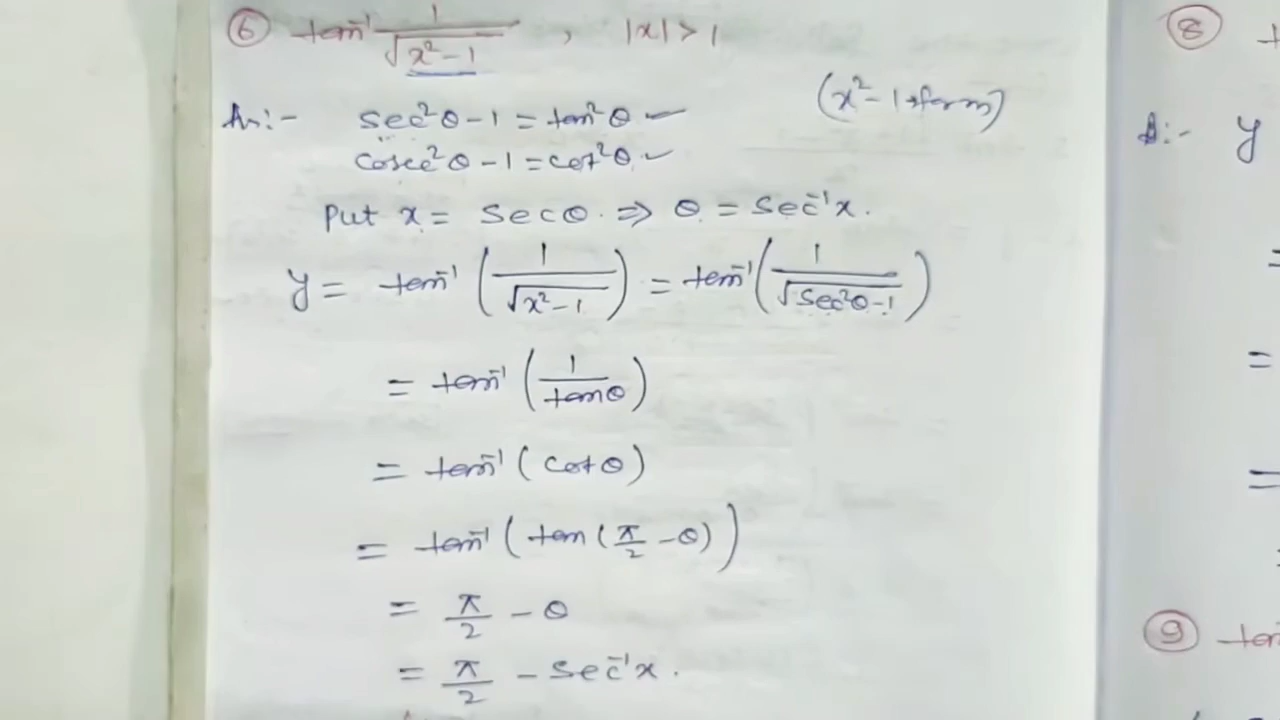 ⑥ tan⁻¹ 1/√(x²−1) , |x| > 1
(x²−1 → form)
Ans:- sec²θ − 1 = tan²θ ✓
cosec²θ − 1 = cot²θ ✓
Put x = secθ. ⇒ θ = sec⁻¹x.
y = tan⁻¹(1/√(x²−1)) = tan⁻¹(1/√(sec²θ−1))
= tan⁻¹(1/tanθ)
= tan⁻¹(cotθ)
= tan⁻¹(tan(π/2 − θ))
= π/2 − θ
= π/2 − sec⁻¹x.
⑧
:- y
=
=
=
⑨ tan